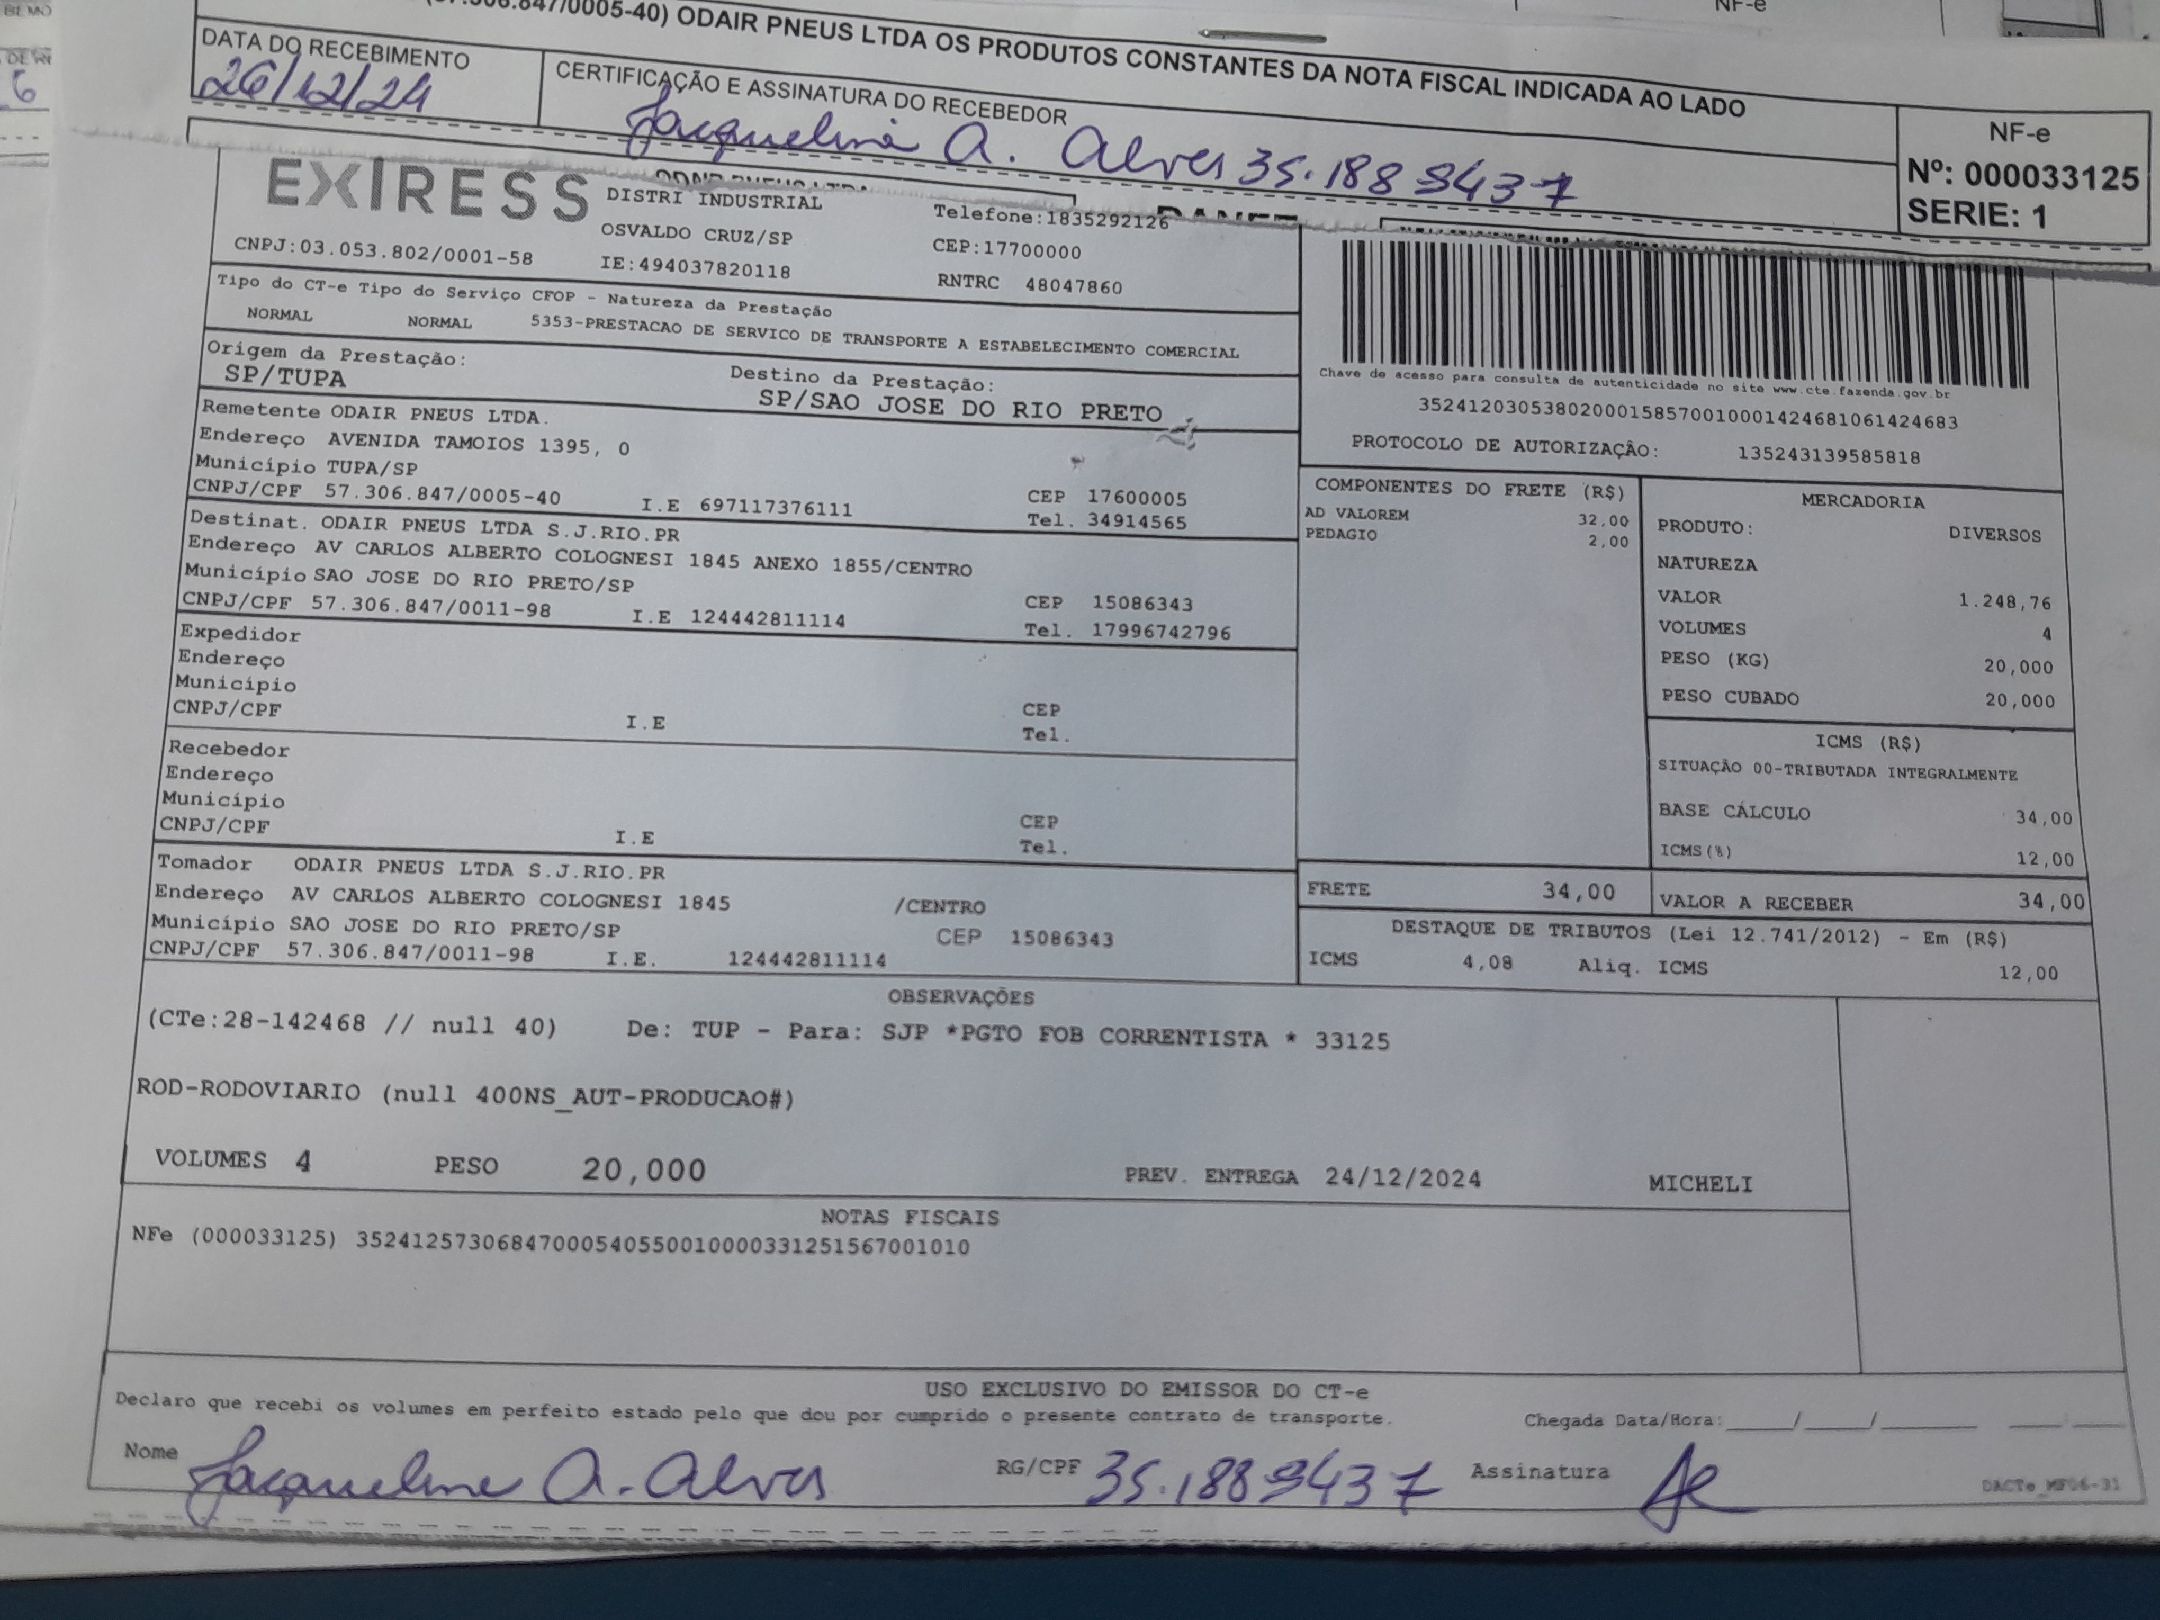 0005-40) ODAIR PNEUS LTDA OS PRODUTOS CONSTANTES DA NOTA FISCAL INDICADA AO LADO
NF-e
DATA DO RECEBIMENTO
26/12/24
CERTIFICAÇÃO E ASSINATURA DO RECEBEDOR
Jacqueline A. Alves 35.188 9437
NF-e
Nº: 000033125
SERIE: 1
EXIRESS
DISTRI INDUSTRIAL
Telefone:1835292126
OSVALDO CRUZ/SP
CEP:17700000
CNPJ:03.053.802/0001-58
IE:494037820118
RNTRC 48047860
Tipo do CT-e Tipo do Serviço CFOP - Natureza da Prestação
NORMAL NORMAL 5353-PRESTACAO DE SERVICO DE TRANSPORTE A ESTABELECIMENTO COMERCIAL
Origem da Prestação:
SP/TUPA
Destino da Prestação:
SP/SAO JOSE DO RIO PRETO
Chave de acesso para consulta de autenticidade no site www.cte.fazenda.gov.br
35241203053802000158570010001424681061424683
PROTOCOLO DE AUTORIZAÇÃO: 135243139585818
Remetente ODAIR PNEUS LTDA.
Endereço AVENIDA TAMOIOS 1395, 0
Município TUPA/SP
CEP 17600005
CNPJ/CPF 57.306.847/0005-40 I.E 697117376111
Tel. 34914565
Destinat. ODAIR PNEUS LTDA S.J.RIO.PR
Endereço AV CARLOS ALBERTO COLOGNESI 1845 ANEXO 1855/CENTRO
Município SAO JOSE DO RIO PRETO/SP
CEP 15086343
CNPJ/CPF 57.306.847/0011-98 I.E 124442811114
Tel. 17996742796
Expedidor
Endereço
Município
CEP
CNPJ/CPF I.E
Tel.
Recebedor
Endereço
Município
CEP
CNPJ/CPF I.E
Tel.
Tomador ODAIR PNEUS LTDA S.J.RIO.PR
Endereço AV CARLOS ALBERTO COLOGNESI 1845 /CENTRO
Município SAO JOSE DO RIO PRETO/SP CEP 15086343
CNPJ/CPF 57.306.847/0011-98 I.E. 124442811114
COMPONENTES DO FRETE (R$)
AD VALOREM 32,00
PEDAGIO 2,00
FRETE 34,00
MERCADORIA
PRODUTO: DIVERSOS
NATUREZA
VALOR 1.248,76
VOLUMES 4
PESO (KG) 20,000
PESO CUBADO 20,000
ICMS (R$)
SITUAÇÃO 00-TRIBUTADA INTEGRALMENTE
BASE CÁLCULO 34,00
ICMS(%) 12,00
VALOR A RECEBER 34,00
DESTAQUE DE TRIBUTOS (Lei 12.741/2012) - Em (R$)
ICMS 4,08 Aliq. ICMS 12,00
OBSERVAÇÕES
(CTe:28-142468 // null 40) De: TUP - Para: SJP *PGTO FOB CORRENTISTA * 33125
ROD-RODOVIARIO (null 400NS_AUT-PRODUCAO#)
VOLUMES 4 PESO 20,000 PREV. ENTREGA 24/12/2024 MICHELI
NOTAS FISCAIS
NFe (000033125) 35241257306847000540550010000331251567001010
USO EXCLUSIVO DO EMISSOR DO CT-e
Declaro que recebi os volumes em perfeito estado pelo que dou por cumprido o presente contrato de transporte. Chegada Data/Hora:
Nome Jacqueline A. Alves RG/CPF 35.188 9437 Assinatura
DACTe_MF06-31